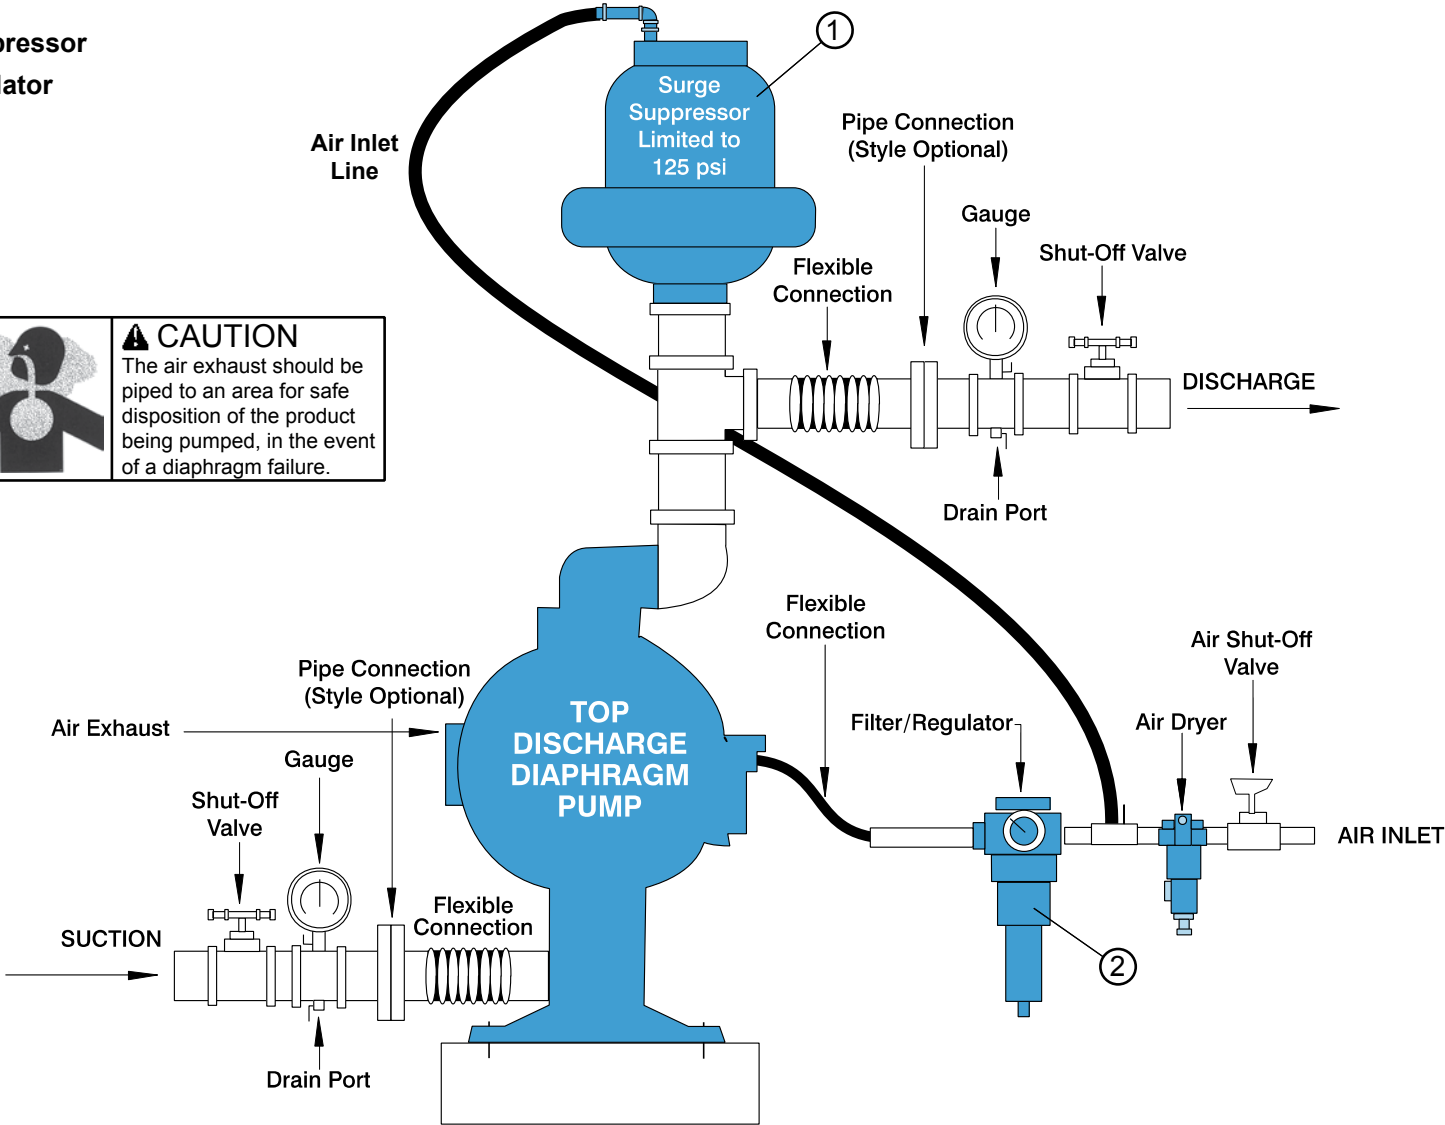 pressor
lator
1
Surge
Suppressor
Limited to
125 psi
Air Inlet
Line
Pipe Connection
(Style Optional)
Gauge
Shut-Off Valve
Flexible
Connection
DISCHARGE
Drain Port
CAUTION
The air exhaust should be
piped to an area for safe
disposition of the product
being pumped, in the event
of a diaphragm failure.
Flexible
Connection
Air Shut-Off
Valve
Pipe Connection
(Style Optional)
Air Exhaust
TOP
DISCHARGE
DIAPHRAGM
PUMP
Filter/Regulator
Air Dryer
Gauge
Shut-Off
Valve
AIR INLET
Flexible
Connection
SUCTION
2
Drain Port